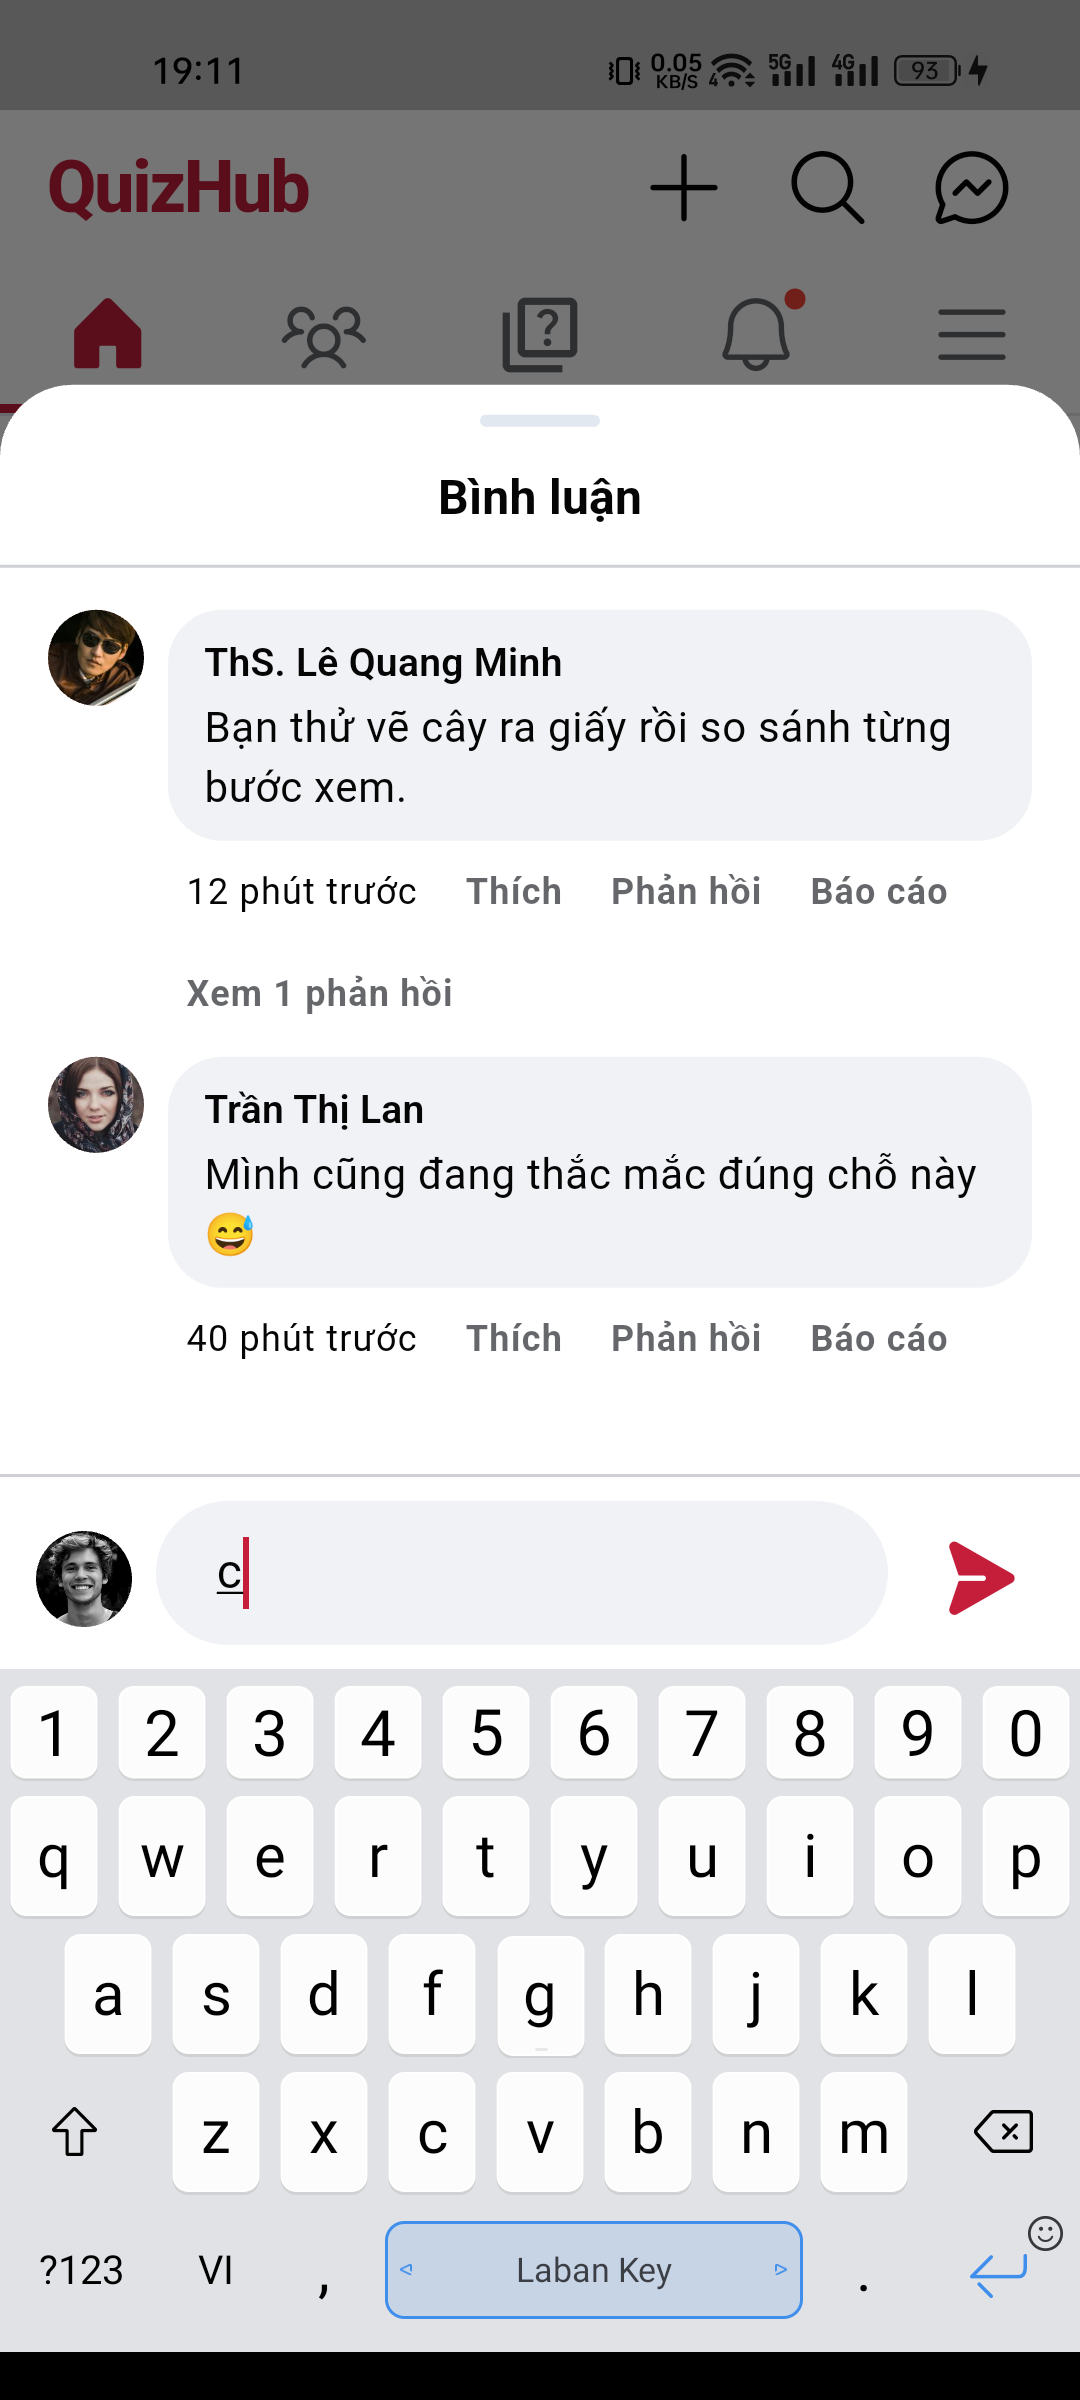 19:11
0.05 KB/S 4 5G 4G 93
QuizHub
?
Bình luận
ThS. Lê Quang Minh
Bạn thử vẽ cây ra giấy rồi so sánh từng
bước xem.
12 phút trước Thích Phản hồi Báo cáo
Xem 1 phản hồi
Trần Thị Lan
Mình cũng đang thắc mắc đúng chỗ này
😅
40 phút trước Thích Phản hồi Báo cáo
c
1 2 3 4 5 6 7 8 9 0
q w e r t y u i o p
a s d f g h j k l
z x c v b n m
?123 VI , < Laban Key > .